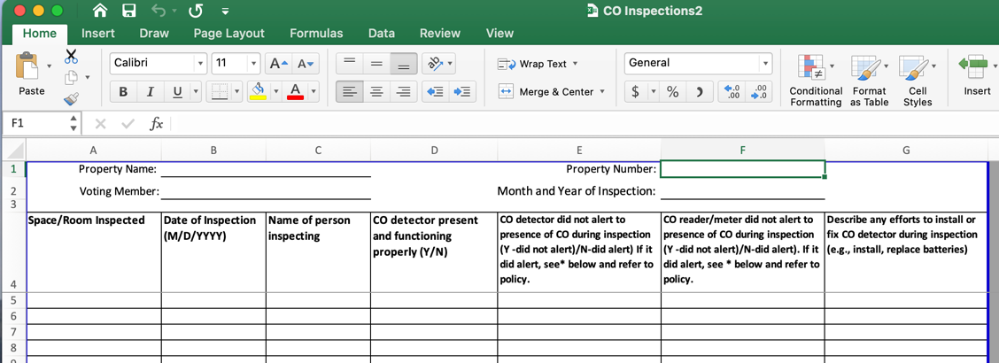 CO Inspections2
Home Insert Draw Page Layout Formulas Data Review View
Paste
Calibri 11 A A
B I U A
ab
Wrap Text
Merge & Center
General
$ % )
.0 .00
.00 .0
Conditional Formatting
Format as Table
Cell Styles
Insert
F1 fx
A B C D E F G
1 Property Name: Property Number:
2 Voting Member: Month and Year of Inspection:
3
4
Space/Room Inspected
Date of Inspection
(M/D/YYYY)
Name of person
inspecting
CO detector present
and functioning
properly (Y/N)
CO detector did not alert to
presence of CO during inspection
(Y -did not alert)/N-did alert) If it
did alert, see* below and refer to
policy.
CO reader/meter did not alert to
presence of CO during inspection
(Y -did not alert)/N-did alert). If it
did alert, see * below and refer to
policy.
Describe any efforts to install or
fix CO detector during inspection
(e.g., install, replace batteries)
5
6
7
8